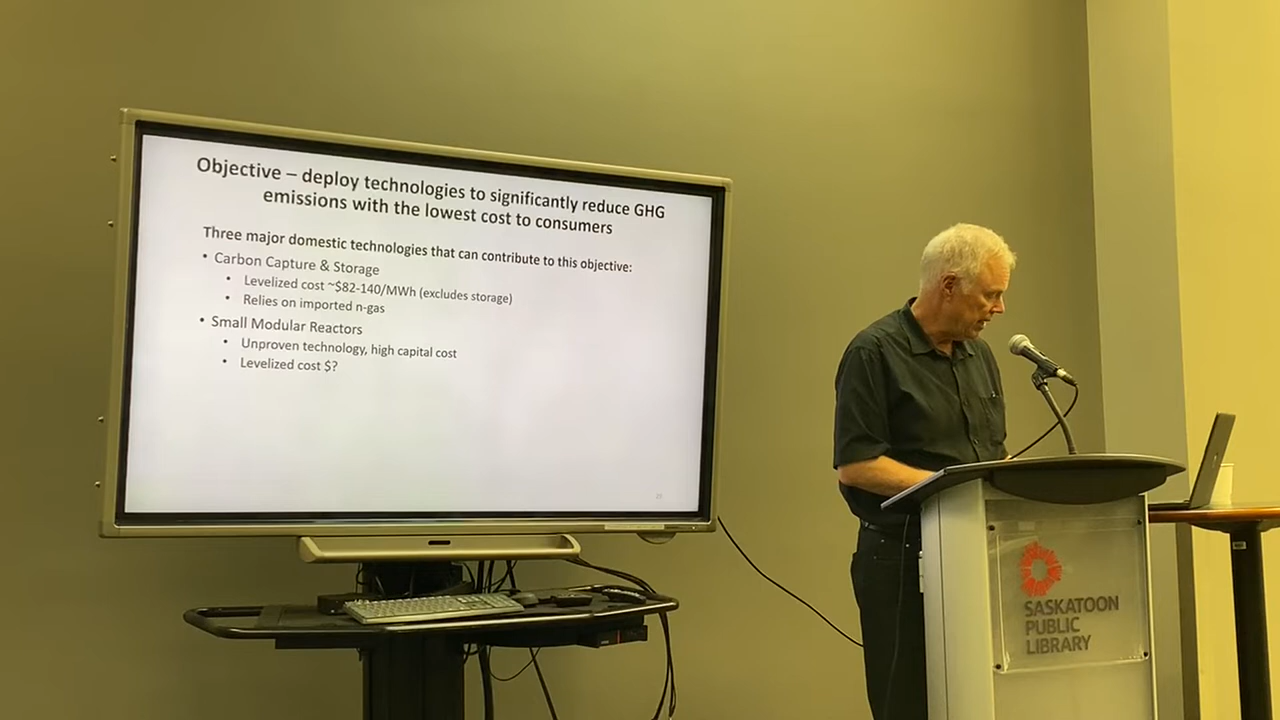 Objective – deploy technologies to significantly reduce GHG
emissions with the lowest cost to consumers
Three major domestic technologies that can contribute to this objective:
• Carbon Capture & Storage
• Levelized cost ~$82-140/MWh (excludes storage)
• Relies on imported n-gas
• Small Modular Reactors
• Unproven technology, high capital cost
• Levelized cost $?
SASKATOON
PUBLIC
LIBRARY